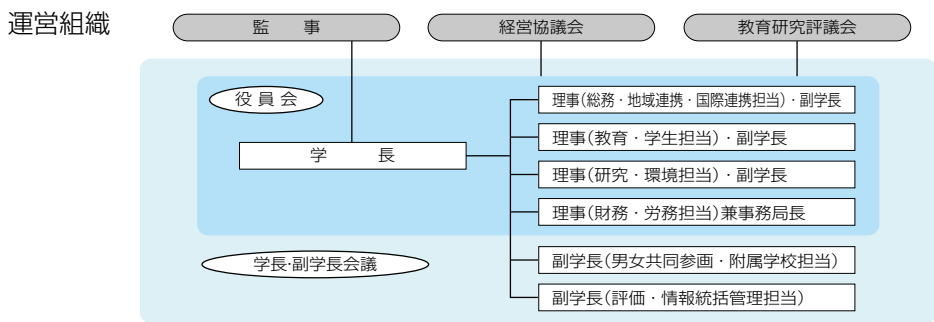 運営組織
監 事
経営協議会
教育研究評議会
役 員 会
理事(総務・地域連携・国際連携担当)・副学長
理事(教育・学生担当)・副学長
学 長
理事(研究・環境担当)・副学長
理事(財務・労務担当)兼事務局長
学長・副学長会議
副学長(男女共同参画・附属学校担当)
副学長(評価・情報統括管理担当)